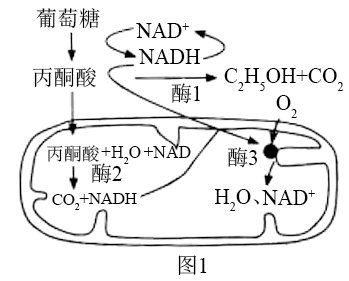 葡萄糖
NAD⁺
NADH
丙酮酸
酶1
C₂H₅OH+CO₂
O₂
丙酮酸+H₂O+NAD
酶2
CO₂+NADH
酶3
H₂O、NAD⁺
图1